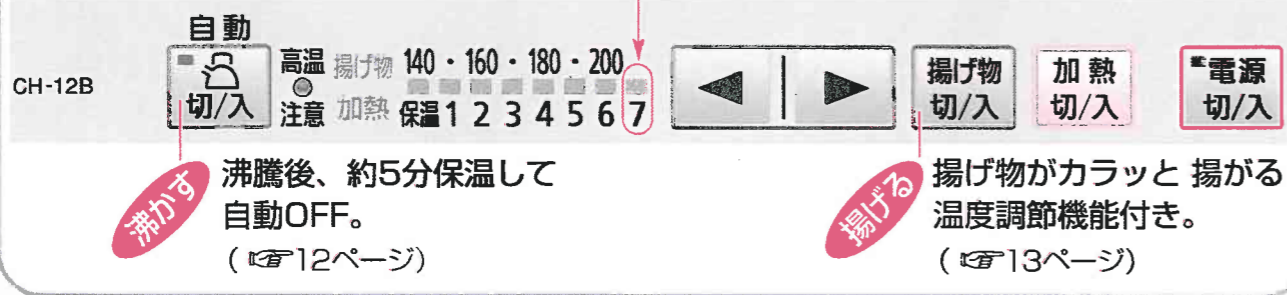 自動
高温 揚げ物 140・160・180・200
CH-12B
切/入 注意 加熱 保温 1 2 3 4 5 6 7
◀ ▶
揚げ物 切/入
加熱 切/入
電源 切/入
沸かす
沸騰後、約5分保温して
自動OFF。
(☞12ページ)
揚げる
揚げ物がカラッと 揚がる
温度調節機能付き。
(☞13ページ)